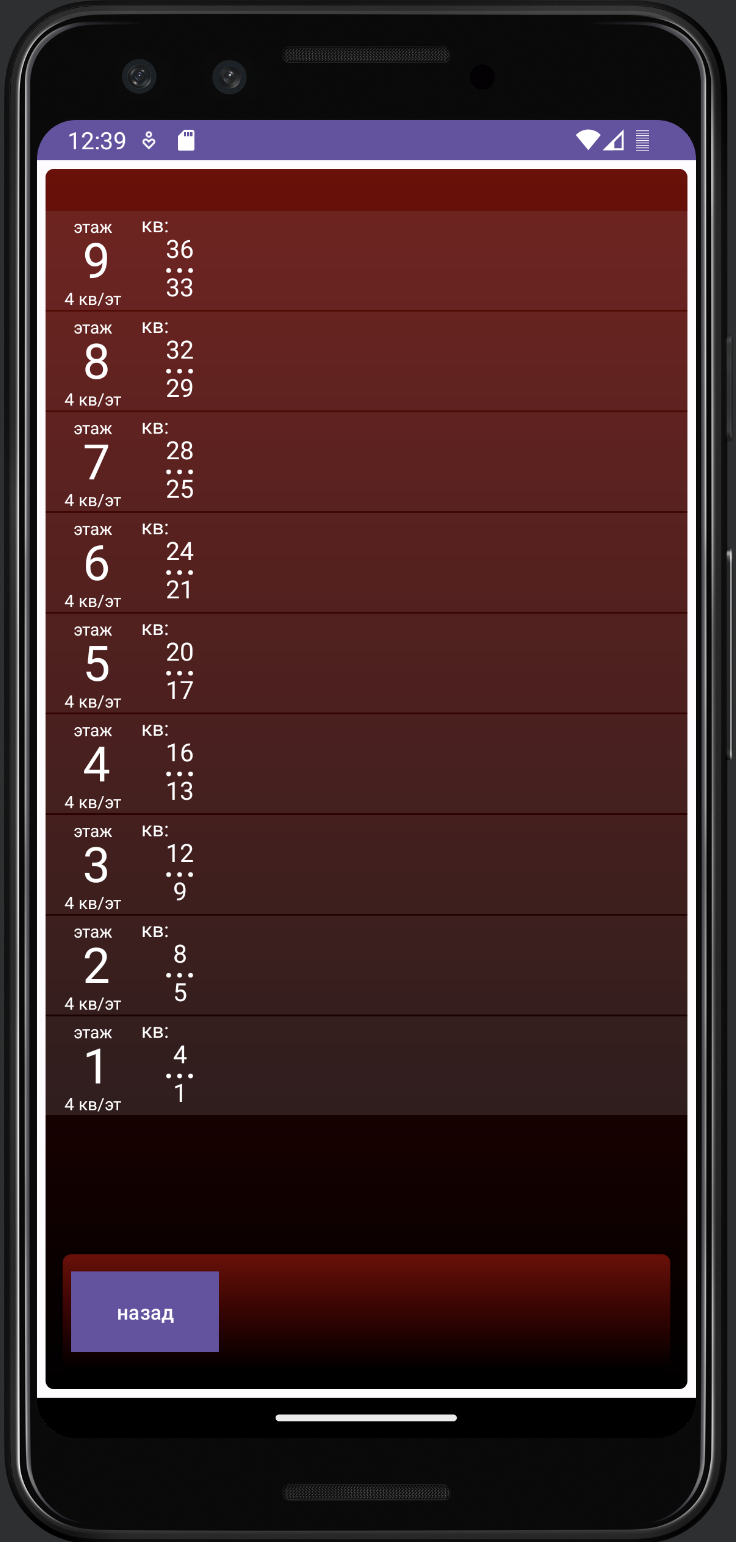 12:39
этаж кв:
9 36
...
33
4 кв/эт
этаж кв:
8 32
...
29
4 кв/эт
этаж кв:
7 28
...
25
4 кв/эт
этаж кв:
6 24
...
21
4 кв/эт
этаж кв:
5 20
...
17
4 кв/эт
этаж кв:
4 16
...
13
4 кв/эт
этаж кв:
3 12
...
9
4 кв/эт
этаж кв:
2 8
...
5
4 кв/эт
этаж кв:
1 4
...
1
4 кв/эт
назад